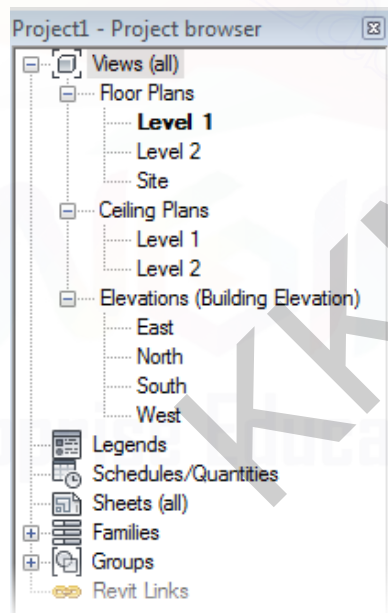 Project1 - Project browser
Views (all)
Floor Plans
Level 1
Level 2
Site
Ceiling Plans
Level 1
Level 2
Elevations (Building Elevation)
East
North
South
West
Legends
Schedules/Quantities
Sheets (all)
Families
Groups
Revit Links